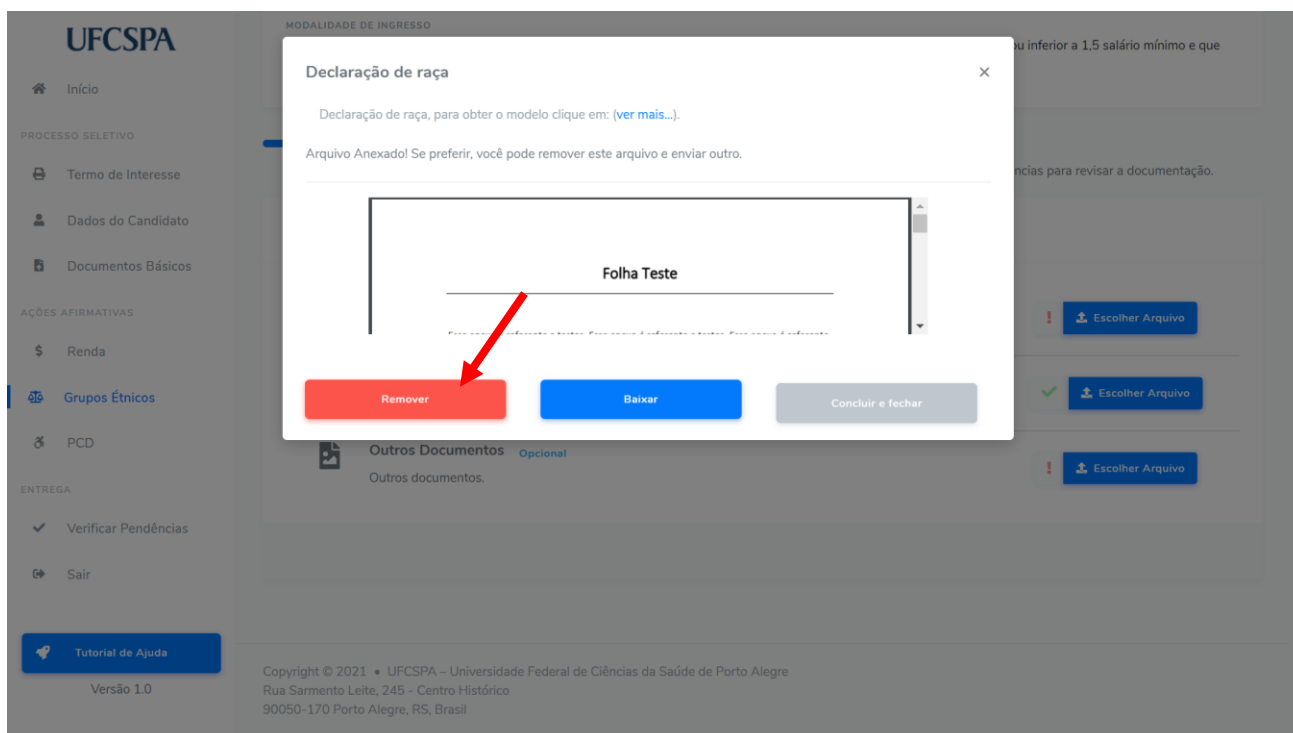 UFCSPA
Início
PROCESSO SELETIVO
Termo de Interesse
Dados do Candidato
Documentos Básicos
AÇÕES AFIRMATIVAS
$ Renda
Grupos Étnicos
PCD
ENTREGA
Verificar Pendências
Sair
Tutorial de Ajuda
Versão 1.0
MODALIDADE DE INGRESSO
ou inferior a 1,5 salário mínimo e que
Declaração de raça ×
Declaração de raça, para obter o modelo clique em: (ver mais...).
Arquivo Anexado! Se preferir, você pode remover este arquivo e enviar outro.
para revisar a documentação.
Folha Teste
Remover Baixar Concluir e fechar
! Escolher Arquivo
Escolher Arquivo
Outros Documentos Opcional
Outros documentos.
! Escolher Arquivo
Copyright © 2021 • UFCSPA – Universidade Federal de Ciências da Saúde de Porto Alegre
Rua Sarmento Leite, 245 - Centro Histórico
90050-170 Porto Alegre, RS, Brasil